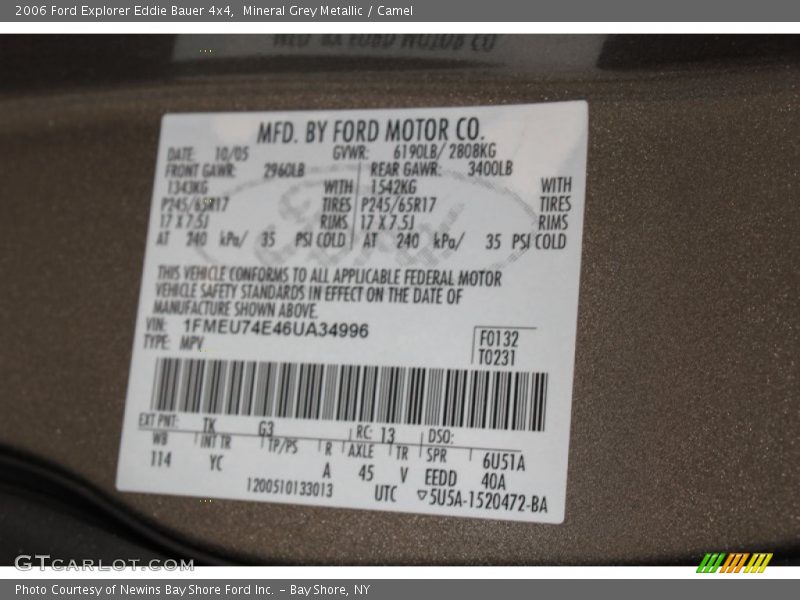 2006 Ford Explorer Eddie Bauer 4x4, Mineral Grey Metallic / Camel
MFD. BY FORD MOTOR CO.
DATE: 10/05 GVWR: 6190LB/ 2808KG
FRONT GAWR: 2960LB REAR GAWR: 3400LB
1343KG WITH 1542KG WITH
P245/65R17 TIRES P245/65R17 TIRES
17 X 7.5J RIMS 17 X 7.5J RIMS
AT 240 kPa/ 35 PSI COLD AT 240 kPa/ 35 PSI COLD
THIS VEHICLE CONFORMS TO ALL APPLICABLE FEDERAL MOTOR
VEHICLE SAFETY STANDARDS IN EFFECT ON THE DATE OF
MANUFACTURE SHOWN ABOVE.
VIN: 1FMEU74E46UA34996
TYPE: MPV
F0132
T0231
EXT PNT: TK G3 RC: 13 DSO:
WB INT TR TP/PS R AXLE TR SPR 6U51A
114 YC A 45 V EEDD 40A
1200510133013 UTC ▽5U5A-1520472-BA
GTCARLOT.COM
Photo Courtesy of Newins Bay Shore Ford Inc. - Bay Shore, NY